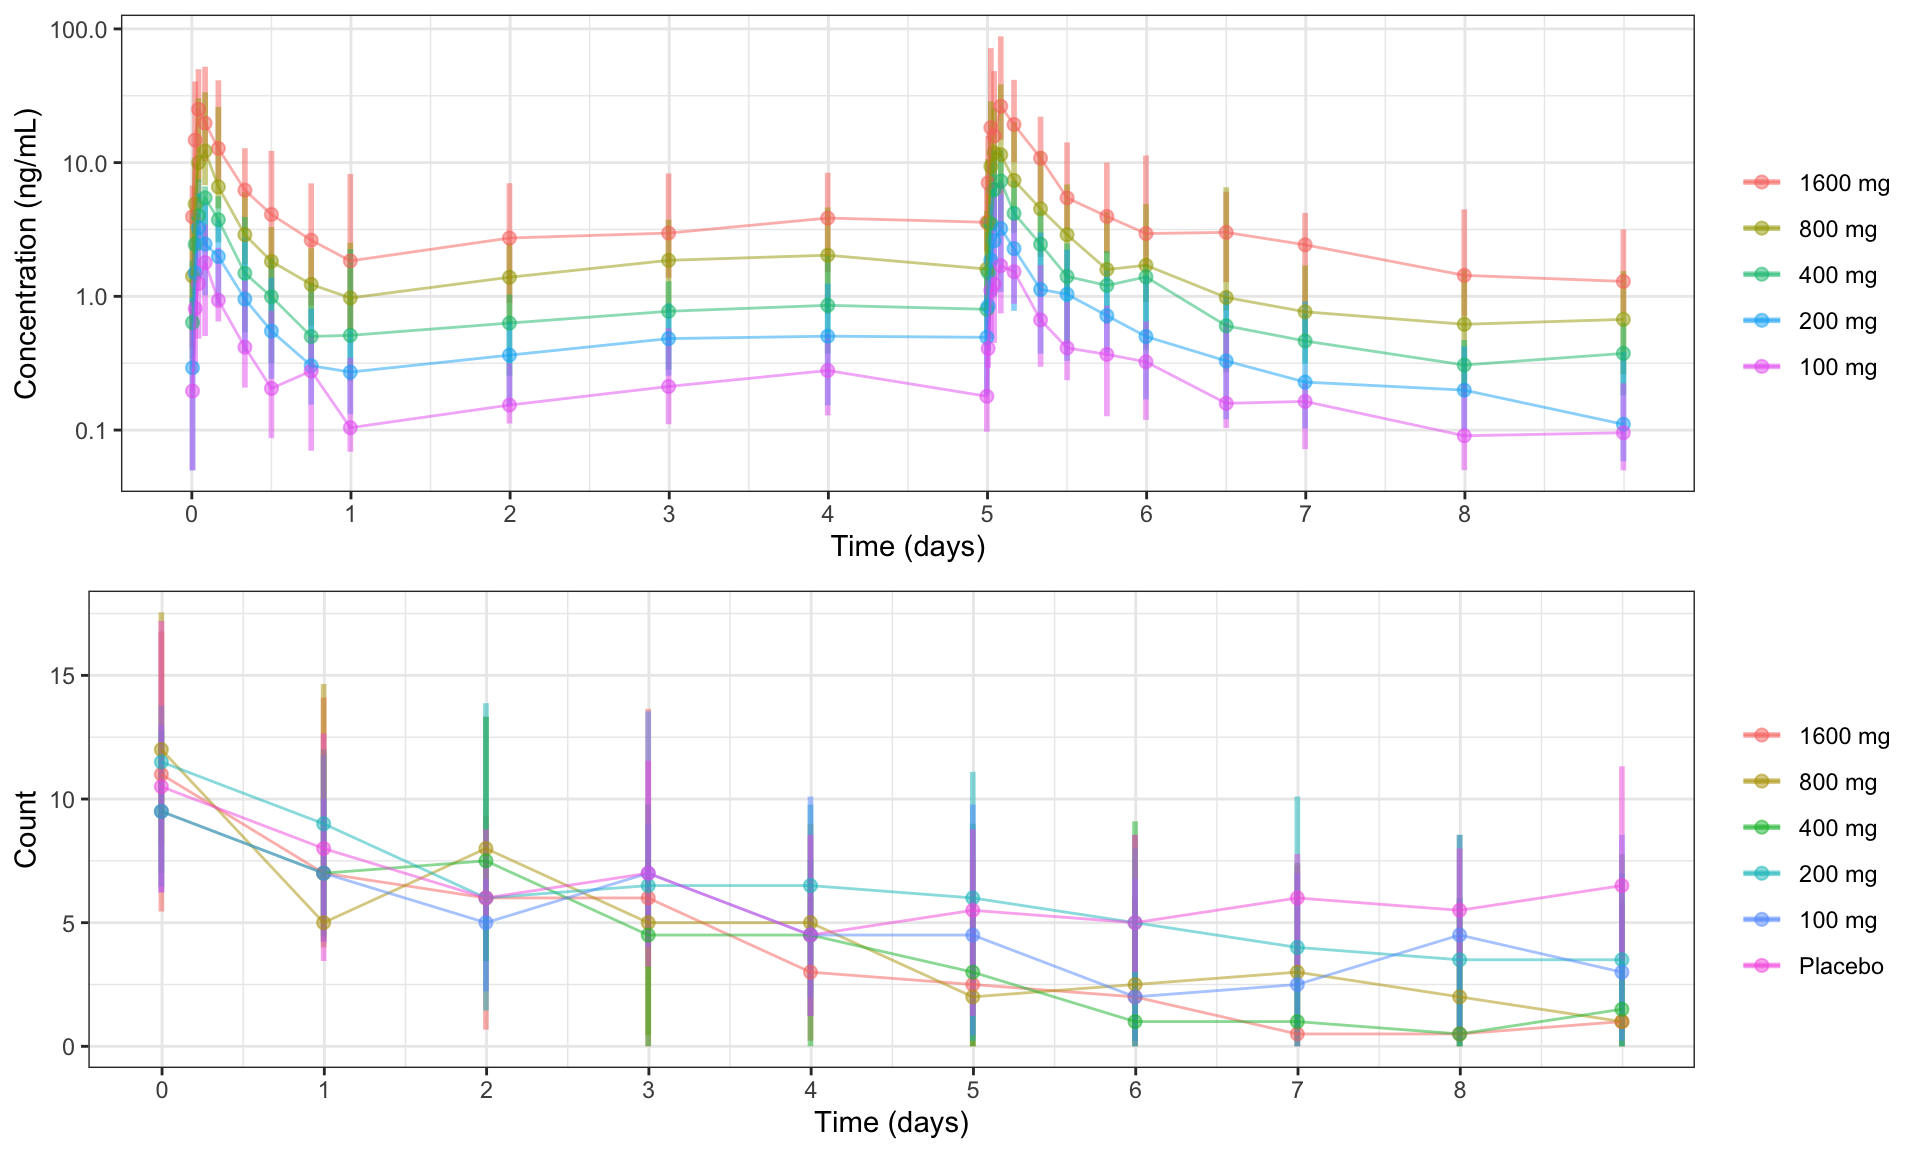 Concentration (ng/mL)
100.0
10.0
1.0
0.1
0 1 2 3 4 5 6 7 8
Time (days)
1600 mg
800 mg
400 mg
200 mg
100 mg
Count
15
10
5
0
0 1 2 3 4 5 6 7 8
Time (days)
1600 mg
800 mg
400 mg
200 mg
100 mg
Placebo